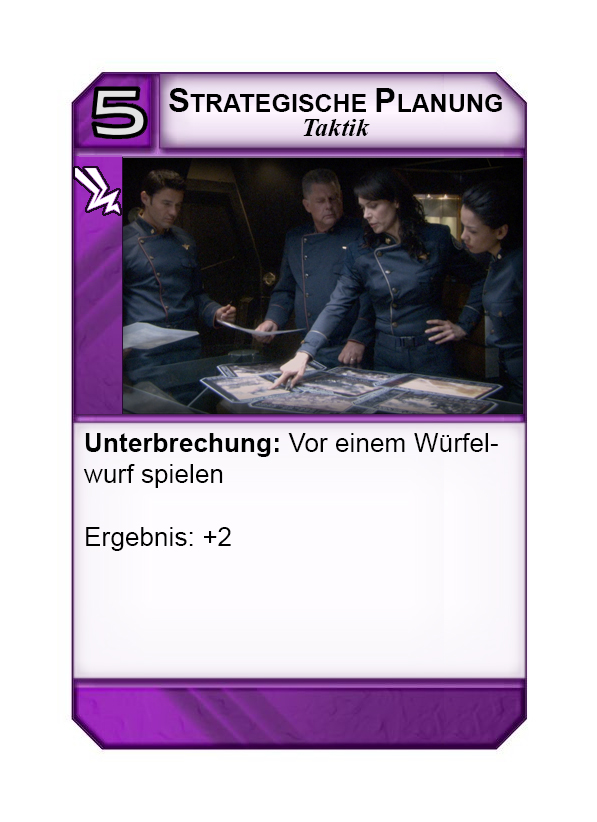 5
STRATEGISCHE PLANUNG
Taktik
Unterbrechung: Vor einem Würfel-
wurf spielen
Ergebnis: +2